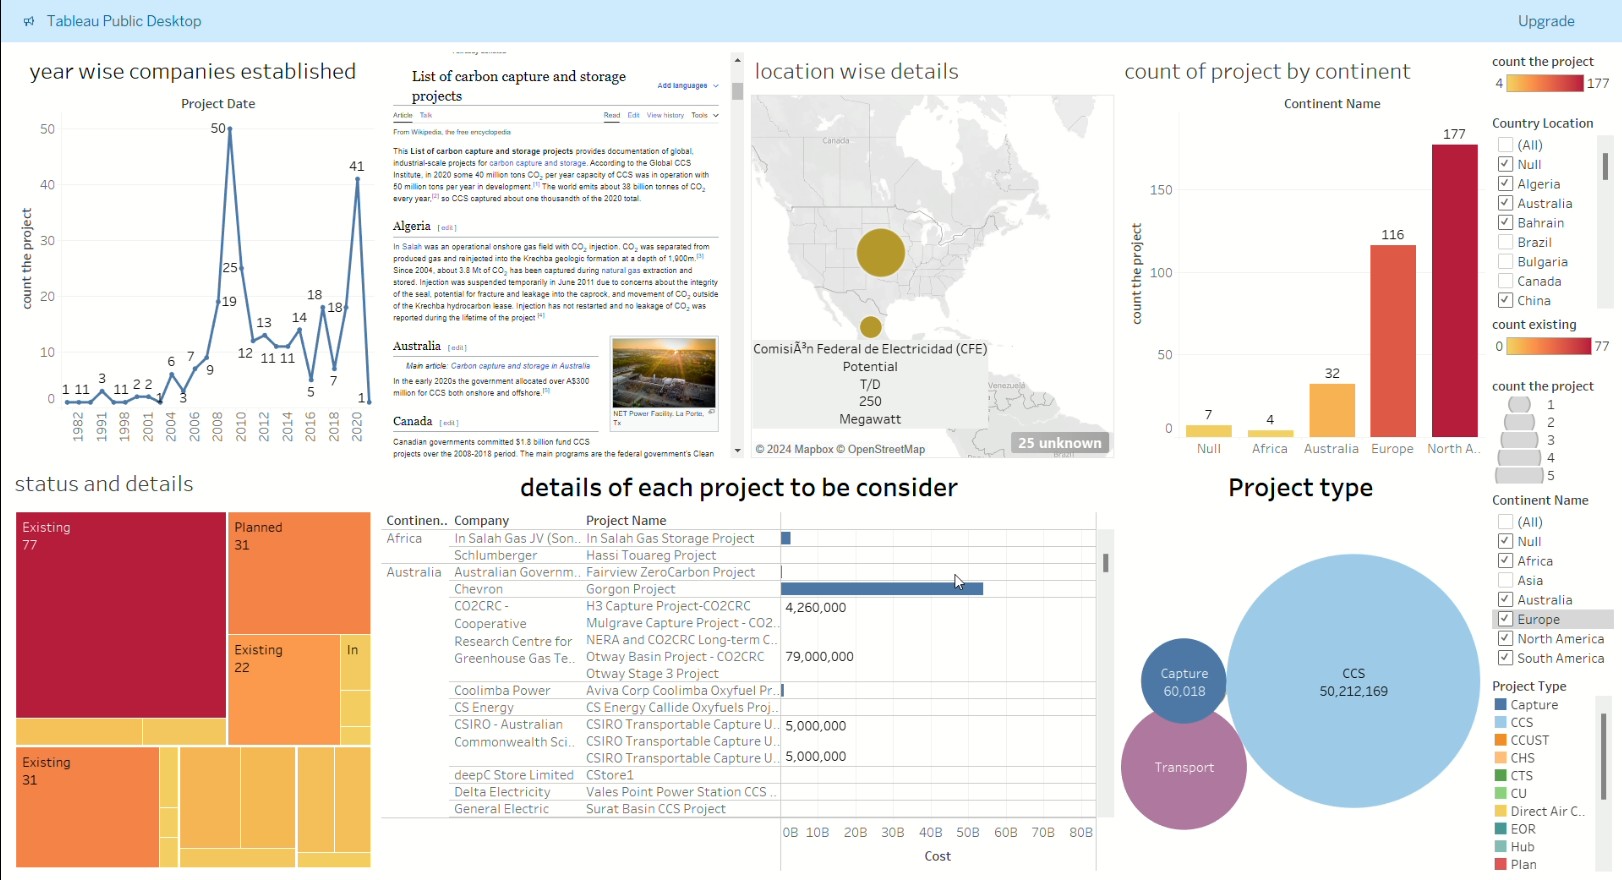 Tableau Public Desktop
Upgrade
year wise companies established
Project Date
count the project
50
40
30
20
10
0
1 11
3
11
2 2
1
6
3
7
9
19
50
25
12
13
11 11
14
5
18
7
18
41
1
1982
1991
1998
2001
2004
2006
2008
2010
2012
2014
2016
2018
2020
List of carbon capture and storage
projects
Add languages
Article Talk
Read Edit View history Tools
From Wikipedia, the free encyclopedia
This List of carbon capture and storage projects provides documentation of global,
industrial-scale projects for carbon capture and storage. According to the Global CCS
Institute, in 2020 some 40 million tons CO2 per year capacity of CCS was in operation with
50 million tons per year in development.[1] The world emits about 38 billion tonnes of CO2
every year,[2] so CCS captured about one thousandth of the 2020 total.
Algeria [edit]
In Salah was an operational onshore gas field with CO2 injection. CO2 was separated from
produced gas and reinjected into the Krechba geologic formation at a depth of 1,900m.[3]
Since 2004, about 3.8 Mt of CO2 has been captured during natural gas extraction and
stored. Injection was suspended temporarily in June 2011 due to concerns about the integrity
of the seal, potential for fracture and leakage into the caprock, and movement of CO2 outside
of the Krechba hydrocarbon lease. Injection has not restarted and no leakage of CO2 was
reported during the lifetime of the project [4]
Australia [edit]
Main article: Carbon capture and storage in Australia
In the early 2020s the government allocated over A$300
million for CCS both onshore and offshore.[5]
NET Power Facility, La Porte,
Tx
Canada [edit]
Canadian governments committed $1.8 billion fund CCS
projects over the 2008-2018 period. The main programs are the federal government's Clean
location wise details
Canada
ComisiÃ³n Federal de Electricidad (CFE)
Potential
T/D
250
Megawatt
Venezuela
Brazil
© 2024 Mapbox © OpenStreetMap
25 unknown
count of project by continent
Continent Name
count the project
150
100
50
0
7
4
32
116
177
Null
Africa
Australia
Europe
North A..
count the project
4
177
Country Location
(All)
Null
Algeria
Australia
Bahrain
Brazil
Bulgaria
Canada
China
count existing
0
77
count the project
1
2
3
4
5
Continent Name
(All)
Null
Africa
Asia
Australia
Europe
North America
South America
Project Type
Capture
CCS
CCUST
CHS
CTS
CU
Direct Air C..
EOR
Hub
Plan
status and details
Existing
77
Planned
31
Existing
22
In
Existing
31
details of each project to be consider
Continen.. Company Project Name
Africa In Salah Gas JV (Son.. In Salah Gas Storage Project
Schlumberger Hassi Touareg Project
Australia Australian Governm.. Fairview ZeroCarbon Project
Chevron Gorgon Project
CO2CRC - H3 Capture Project-CO2CRC 4,260,000
Cooperative Mulgrave Capture Project - CO2..
Research Centre for NERA and CO2CRC Long-term C..
Greenhouse Gas Te.. Otway Basin Project - CO2CRC 79,000,000
Otway Stage 3 Project
Coolimba Power Aviva Corp Coolimba Oxyfuel Pr..
CS Energy CS Energy Callide Oxyfuels Proj..
CSIRO - Australian CSIRO Transportable Capture U.. 5,000,000
Commonwealth Sci.. CSIRO Transportable Capture U..
CSIRO Transportable Capture U.. 5,000,000
deepC Store Limited CStore1
Delta Electricity Vales Point Power Station CCS ..
General Electric Surat Basin CCS Project
0B 10B 20B 30B 40B 50B 60B 70B 80B
Cost
Project type
Capture
60,018
CCS
50,212,169
Transport